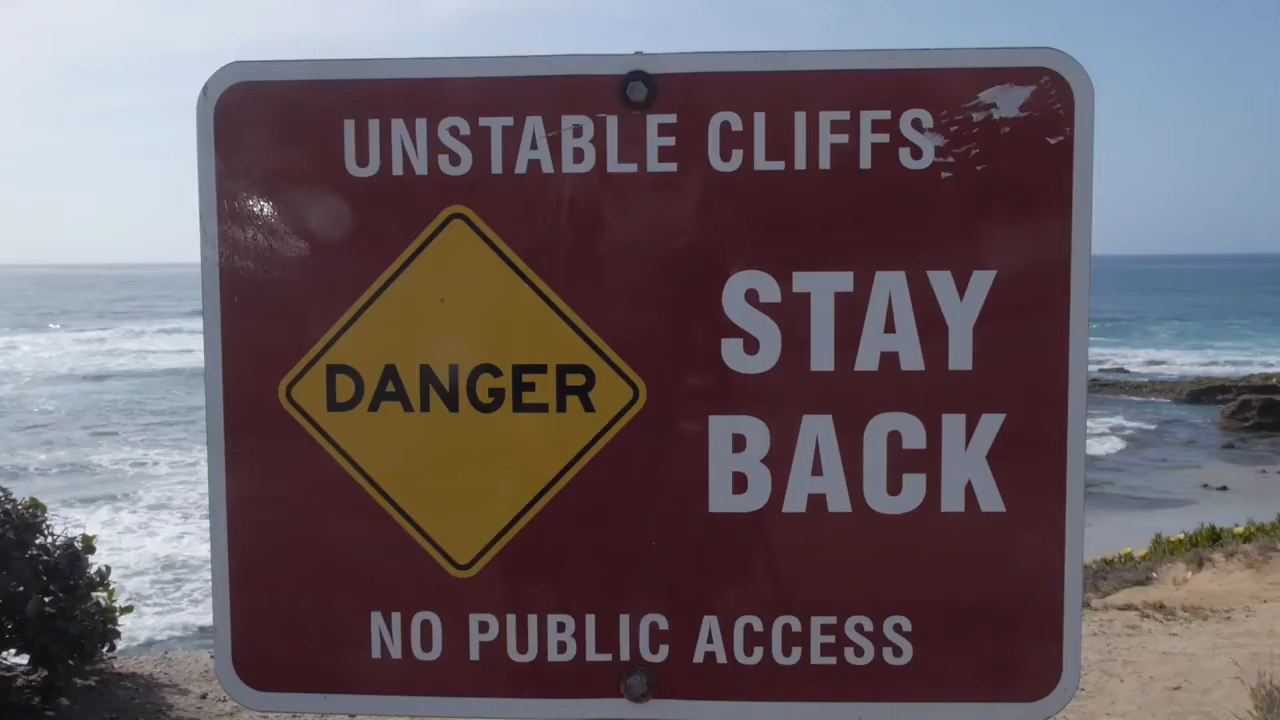 UNSTABLE CLIFFS
DANGER
STAY
BACK
NO PUBLIC ACCESS